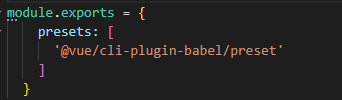 module.exports = {
  presets: [
    '@vue/cli-plugin-babel/preset'
  ]
}